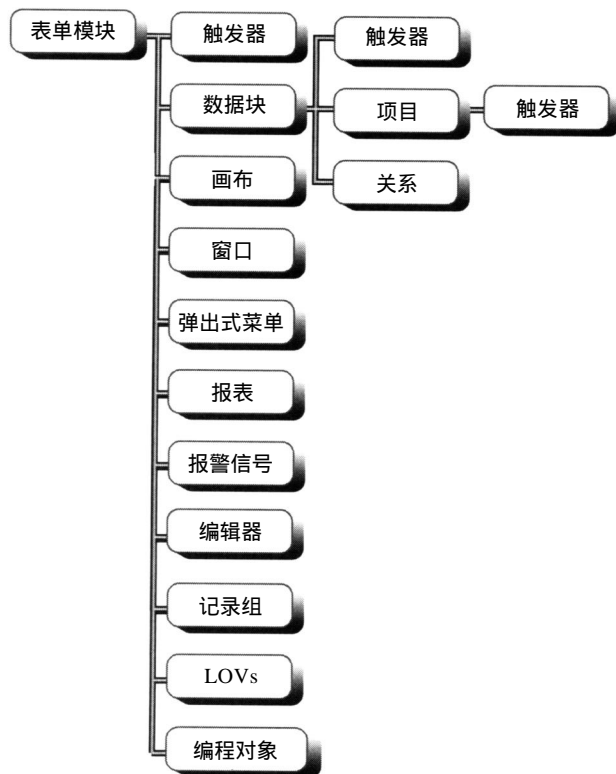 表单模块
触发器
触发器
数据块
项目
触发器
画布
关系
窗口
弹出式菜单
报表
报警信号
编辑器
记录组
LOVs
编程对象